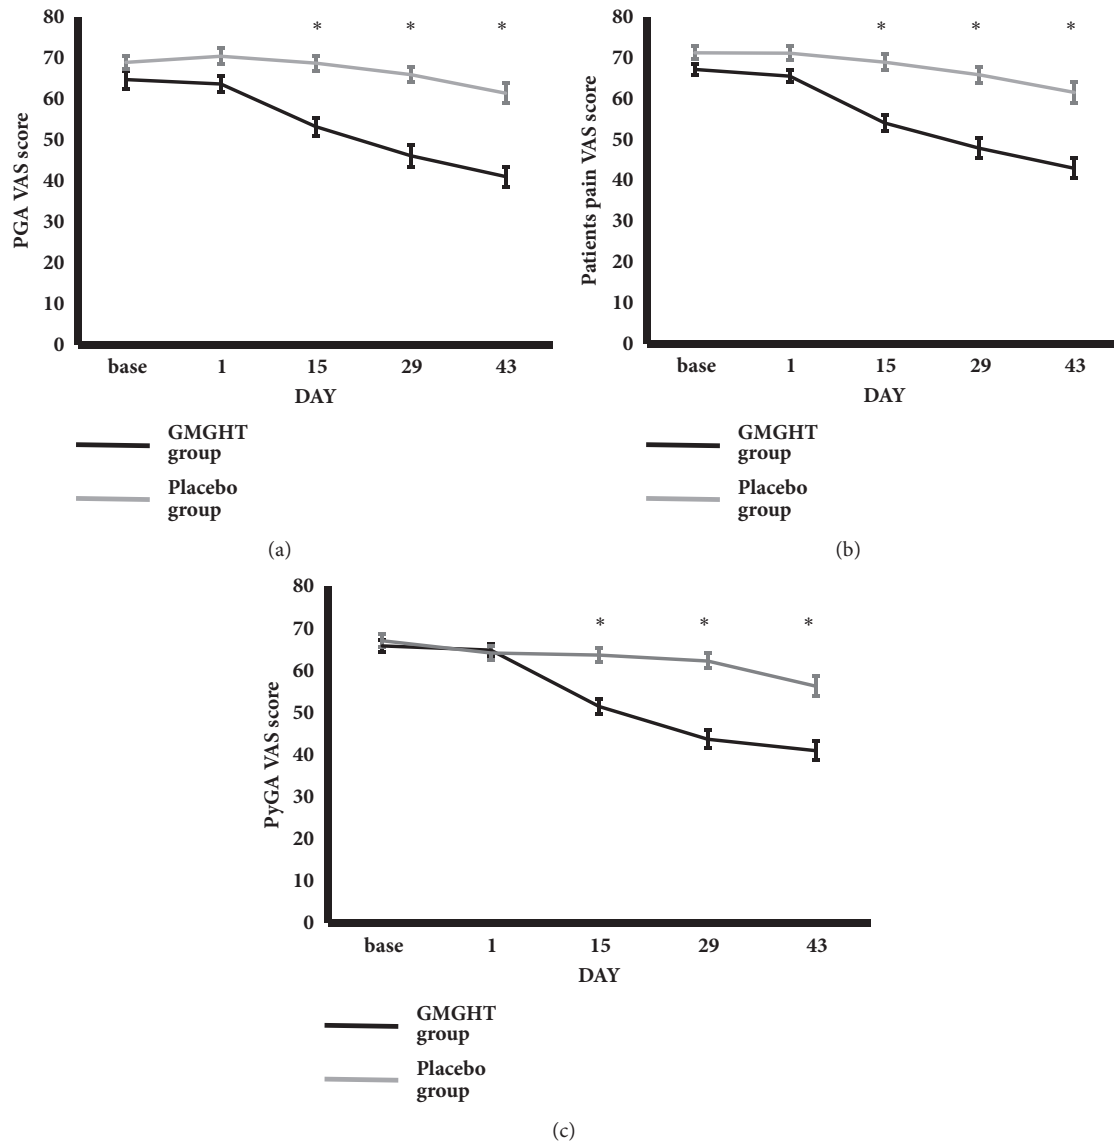 80
70
60
50
40
30
20
10
0
PGA VAS score
* * *
base 1 15 29 43
DAY
GMGHT
group
Placebo
group
(a)
80
70
60
50
40
30
20
10
0
Patients pain VAS score
* * *
base 1 15 29 43
DAY
GMGHT
group
Placebo
group
(b)
80
70
60
50
40
30
20
10
0
PyGA VAS score
* * *
base 1 15 29 43
DAY
GMGHT
group
Placebo
group
(c)